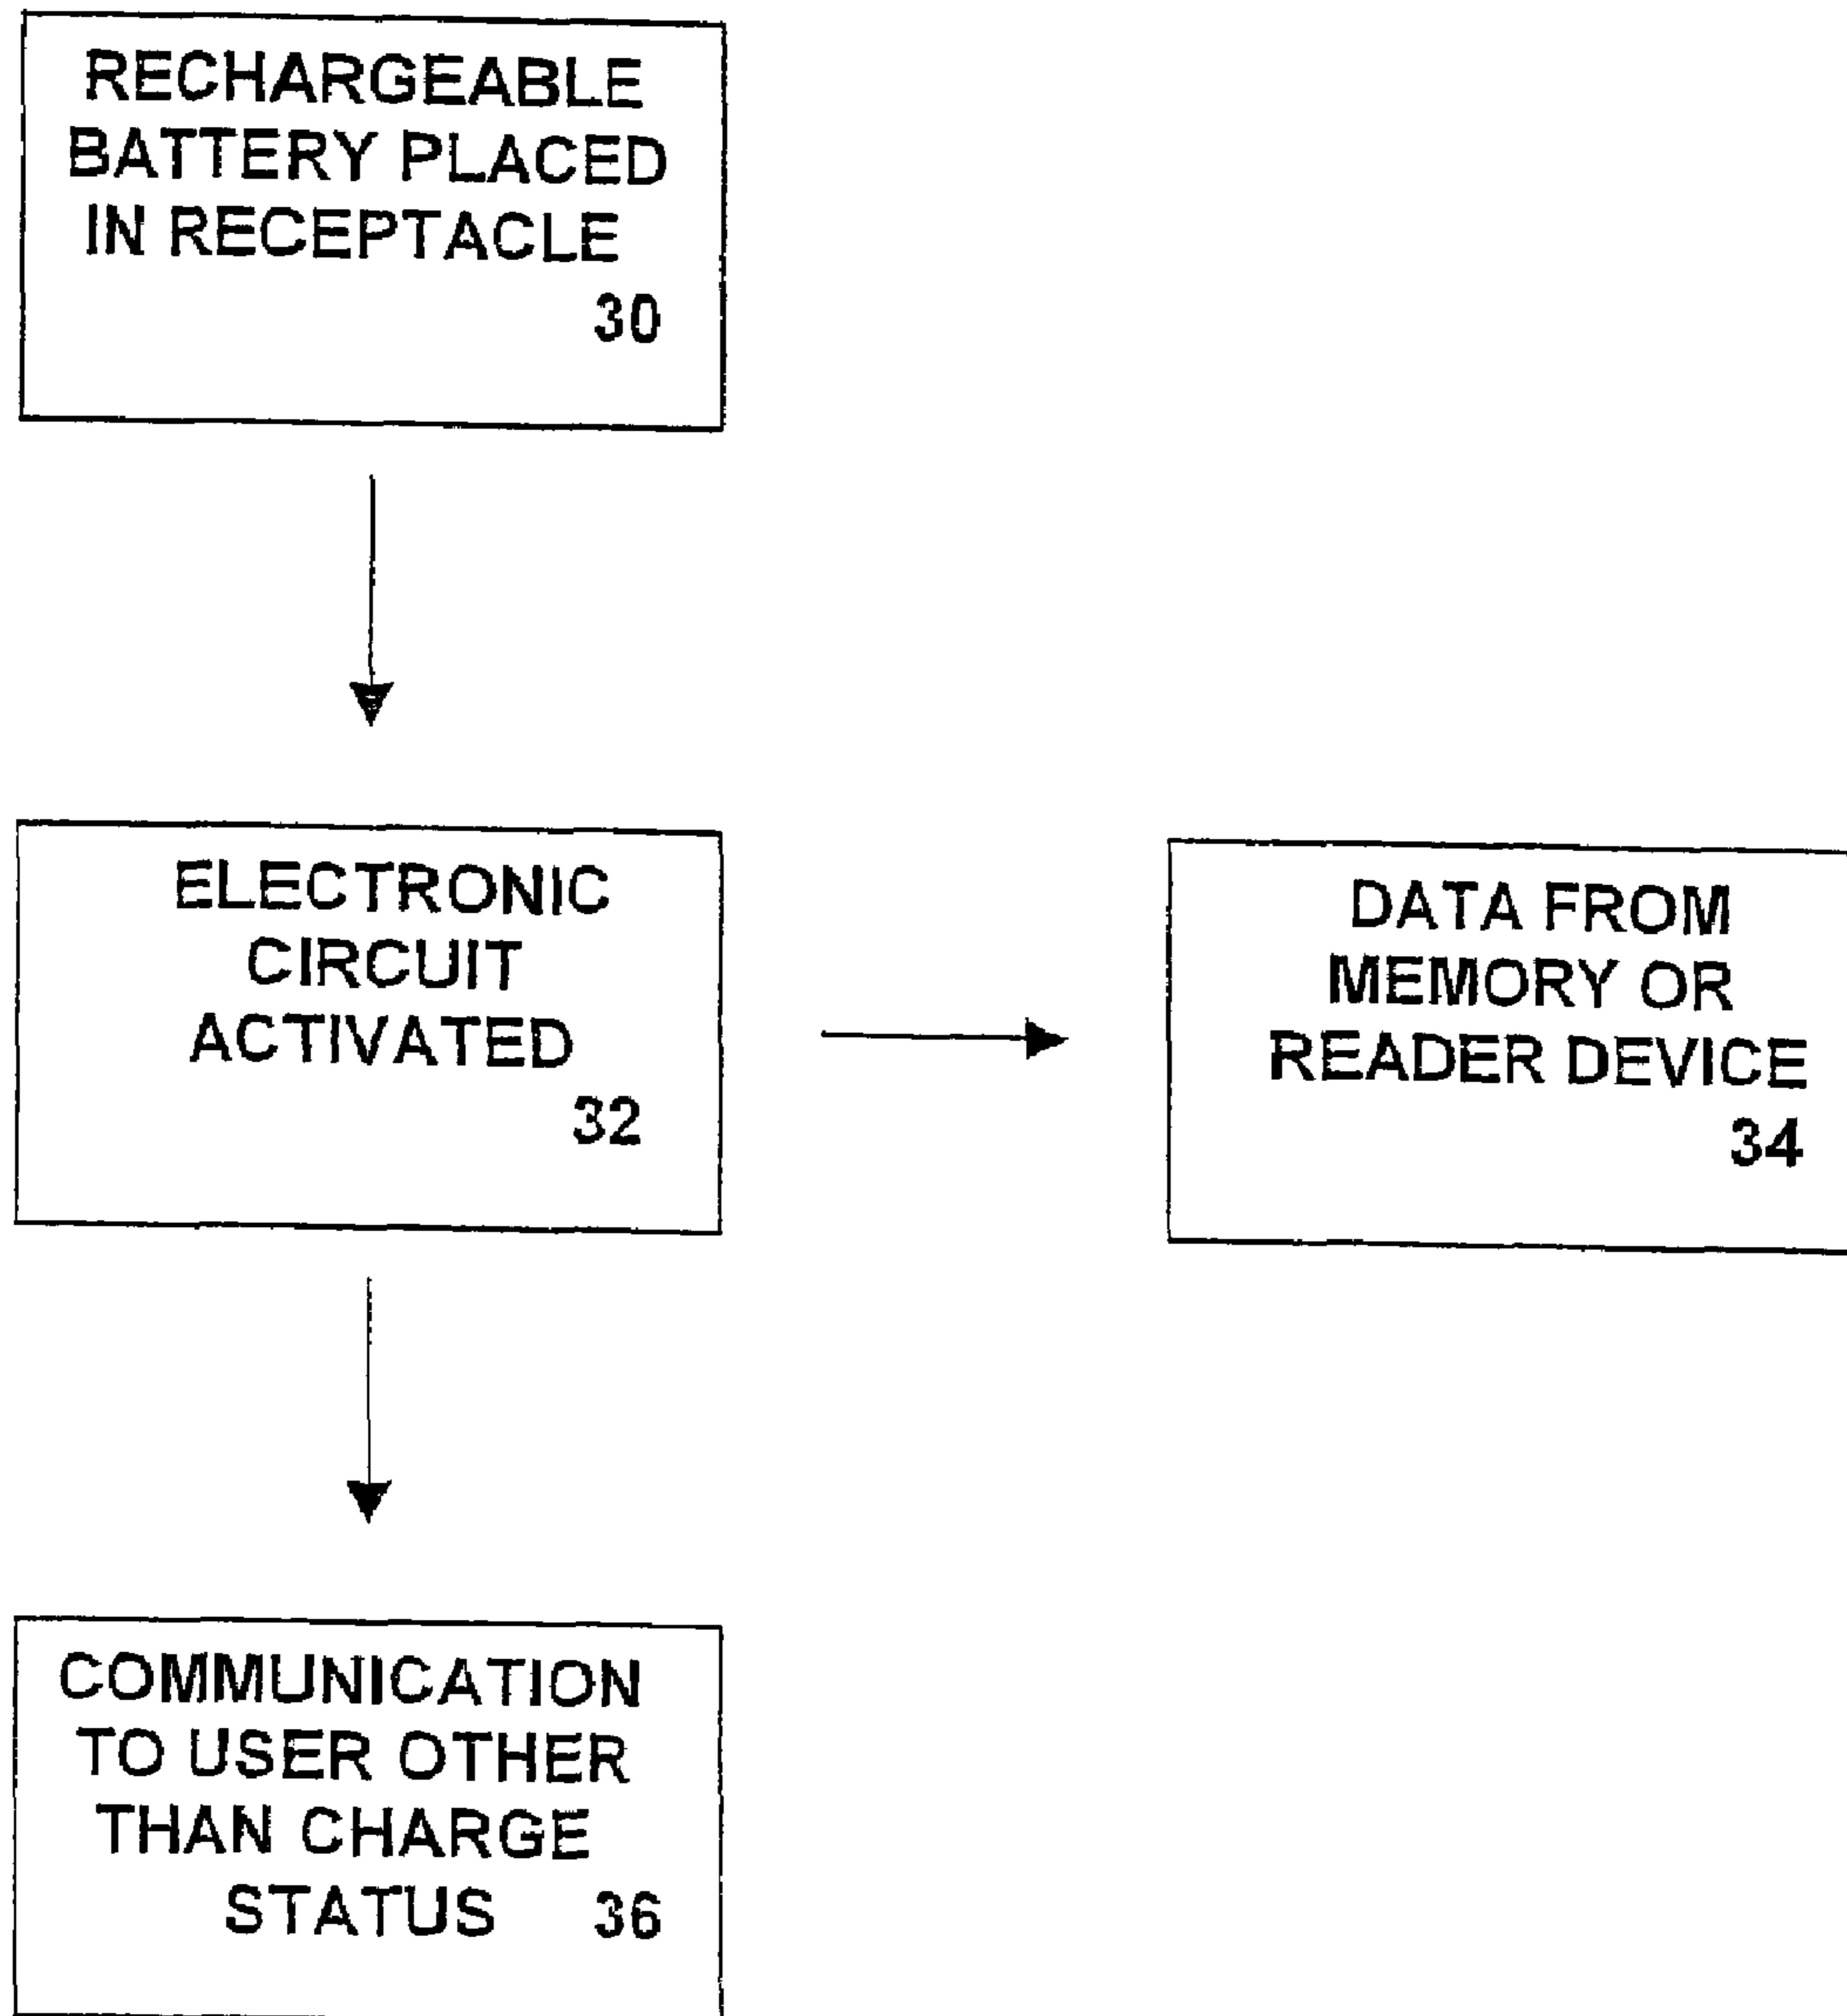 RECHARGEABLE
BATTERY PLACED
IN RECEPTACLE
30
ELECTRONIC
CIRCUIT
ACTIVATED
32
DATA FROM
MEMORY OR
READER DEVICE
34
COMMUNICATION
TO USER OTHER
THAN CHARGE
STATUS 36